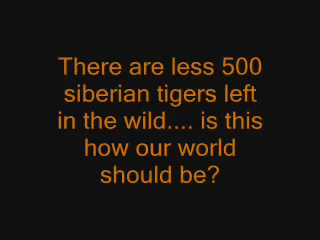 There are less 500
siberian tigers left
in the wild.... is this
how our world
should be?